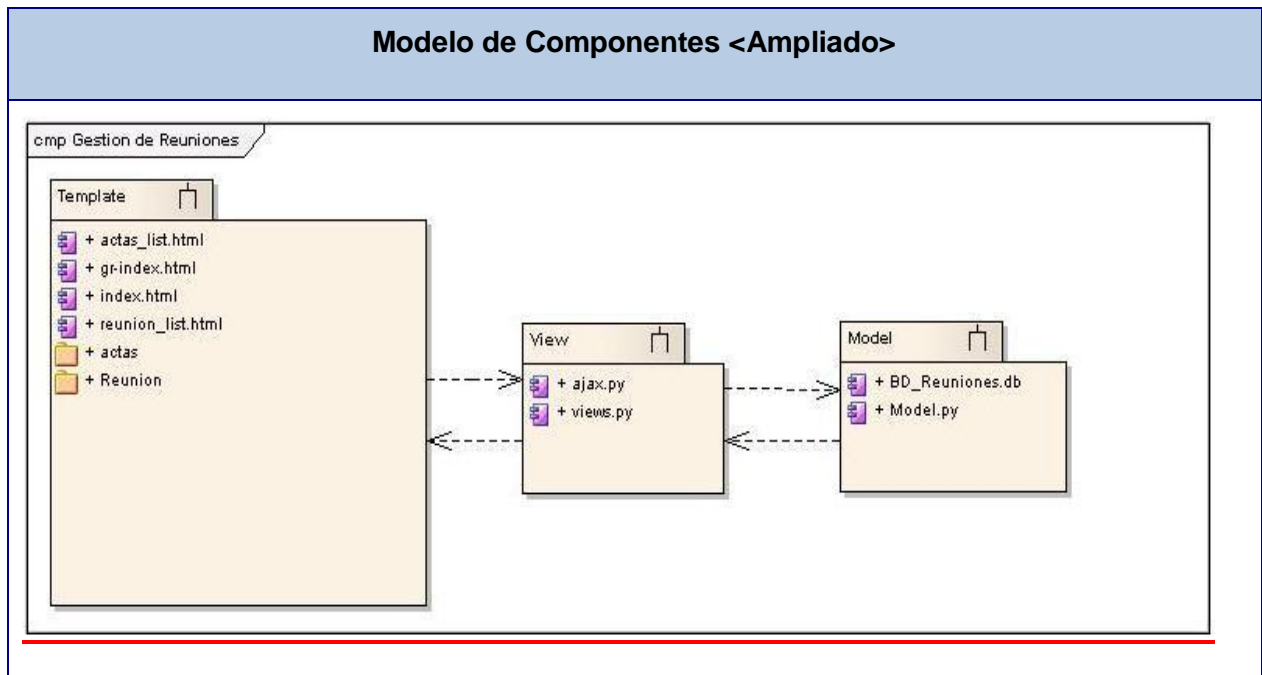 Modelo de Componentes <Ampliado>
cmp Gestion de Reuniones
Template
+ actas_list.html
+ gr-index.html
+ index.html
+ reunion_list.html
+ actas
+ Reunion
View
+ ajax.py
+ views.py
Model
+ BD_Reuniones.db
+ Model.py